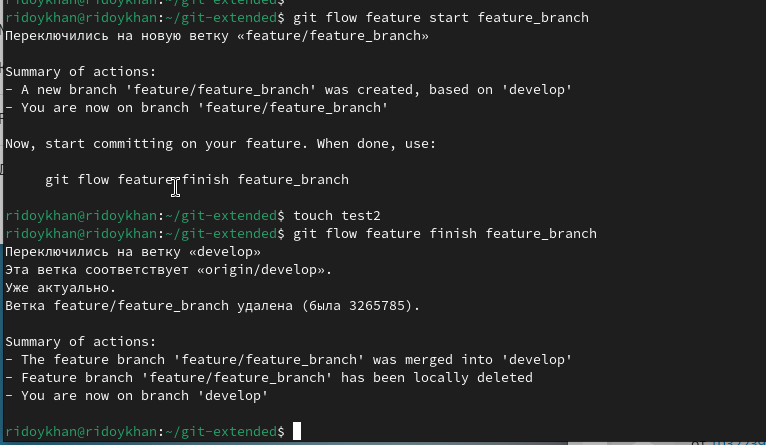 ridoykhan@ridoykhan:~/git-extended$
ridoykhan@ridoykhan:~/git-extended$ git flow feature start feature_branch
Переключились на новую ветку «feature/feature_branch»
Summary of actions:
- A new branch 'feature/feature_branch' was created, based on 'develop'
- You are now on branch 'feature/feature_branch'
Now, start committing on your feature. When done, use:
git flow feature finish feature_branch
ridoykhan@ridoykhan:~/git-extended$ touch test2
ridoykhan@ridoykhan:~/git-extended$ git flow feature finish feature_branch
Переключились на ветку «develop»
Эта ветка соответствует «origin/develop».
Уже актуально.
Ветка feature/feature_branch удалена (была 3265785).
Summary of actions:
- The feature branch 'feature/feature_branch' was merged into 'develop'
- Feature branch 'feature/feature_branch' has been locally deleted
- You are now on branch 'develop'
ridoykhan@ridoykhan:~/git-extended$